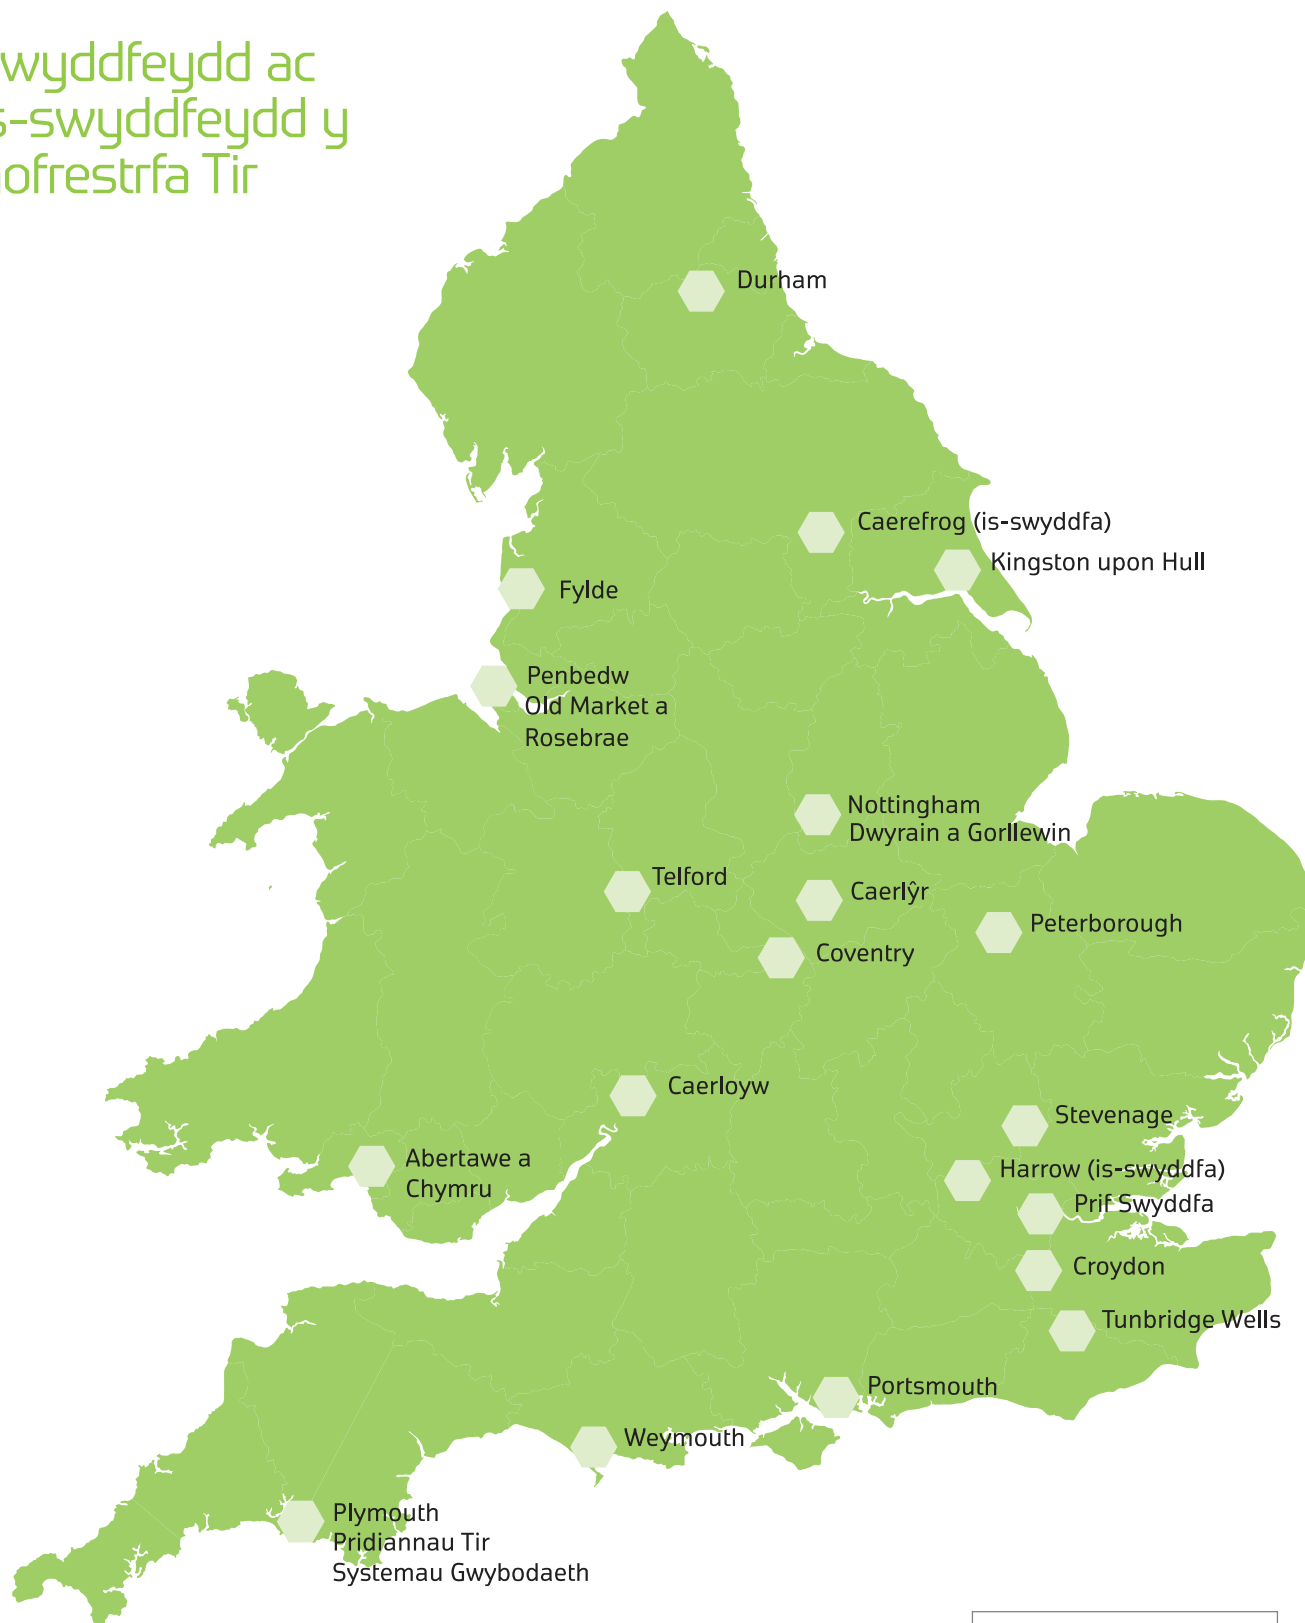 wyddfeydd ac
s-swyddfeydd y
ofrestrfa Tir
Durham
Caerefrog (is-swyddfa)
Kingston upon Hull
Fylde
Penbedw
Old Market a
Rosebrae
Nottingham
Dwyrain a Gorllewin
Telford
Caerlŷr
Peterborough
Coventry
Caerloyw
Stevenage
Abertawe a
Chymru
Harrow (is-swyddfa)
Prif Swyddfa
Croydon
Tunbridge Wells
Portsmouth
Weymouth
Plymouth
Pridiannau Tir
Systemau Gwybodaeth